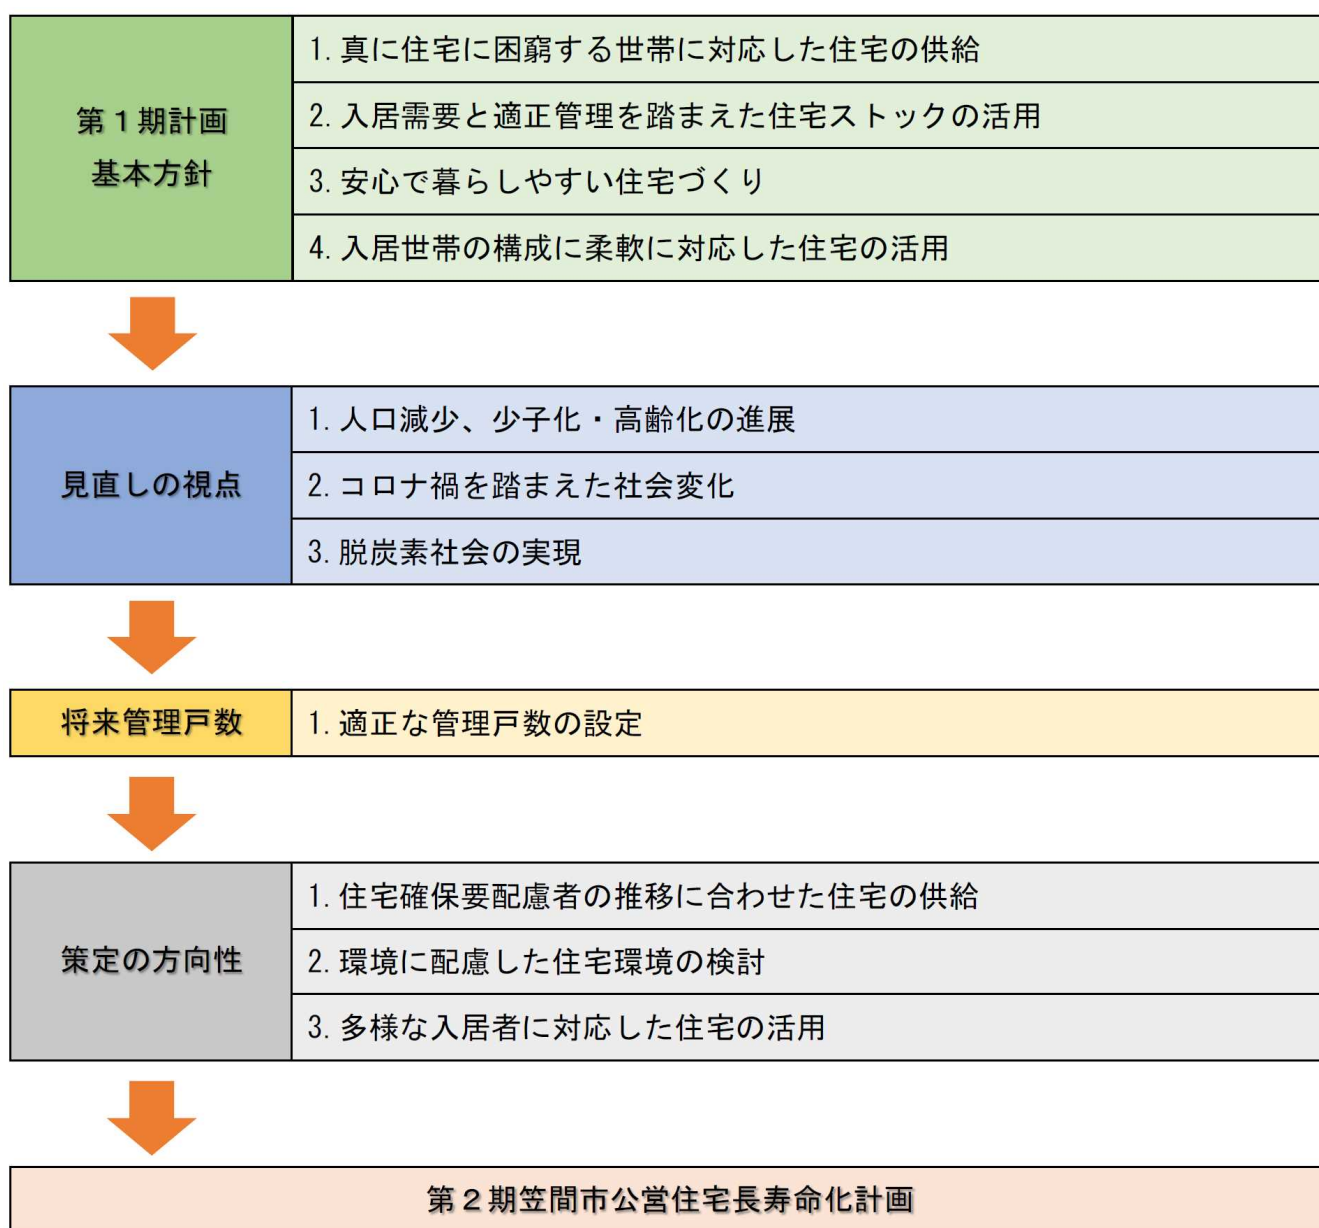 第１期計画
基本方針
1. 真に住宅に困窮する世帯に対応した住宅の供給
2. 入居需要と適正管理を踏まえた住宅ストックの活用
3. 安心で暮らしやすい住宅づくり
4. 入居世帯の構成に柔軟に対応した住宅の活用
見直しの視点
1. 人口減少、少子化・高齢化の進展
2. コロナ禍を踏まえた社会変化
3. 脱炭素社会の実現
将来管理戸数
1. 適正な管理戸数の設定
策定の方向性
1. 住宅確保要配慮者の推移に合わせた住宅の供給
2. 環境に配慮した住宅環境の検討
3. 多様な入居者に対応した住宅の活用
第２期笠間市公営住宅長寿命化計画